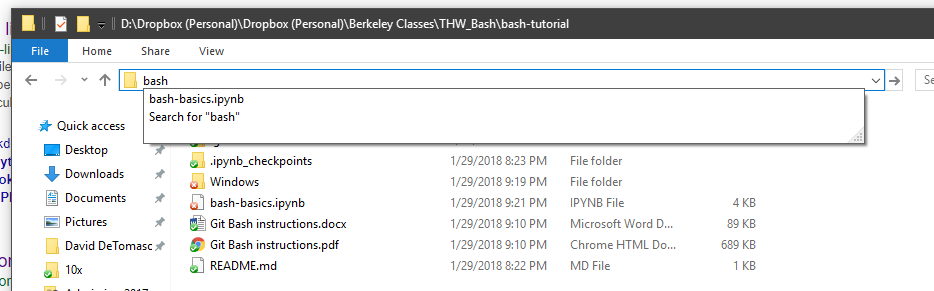 D:\Dropbox (Personal)\Dropbox (Personal)\Berkeley Classes\THW_Bash\bash-tutorial
File Home Share View
bash
bash-basics.ipynb
Search for "bash"
Quick access
Desktop
Downloads
Documents
Pictures
David DeTomasc
10x
.ipynb_checkpoints 1/29/2018 8:23 PM File folder
Windows 1/29/2018 9:19 PM File folder
bash-basics.ipynb 1/29/2018 9:21 PM IPYNB File 4 KB
Git Bash instructions.docx 1/29/2018 9:10 PM Microsoft Word D... 89 KB
Git Bash instructions.pdf 1/29/2018 9:10 PM Chrome HTML Do... 689 KB
README.md 1/29/2018 8:22 PM MD File 1 KB